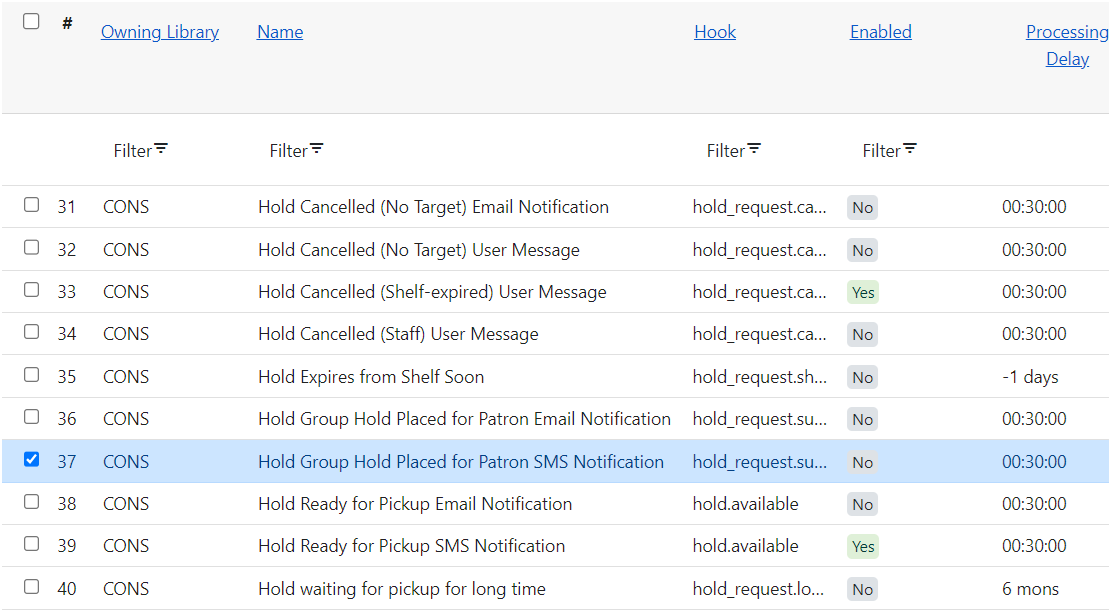 # Owning Library Name Hook Enabled Processing Delay
Filter Filter Filter Filter
31 CONS Hold Cancelled (No Target) Email Notification hold_request.ca... No 00:30:00
32 CONS Hold Cancelled (No Target) User Message hold_request.ca... No 00:30:00
33 CONS Hold Cancelled (Shelf-expired) User Message hold_request.ca... Yes 00:30:00
34 CONS Hold Cancelled (Staff) User Message hold_request.ca... No 00:30:00
35 CONS Hold Expires from Shelf Soon hold_request.sh... No -1 days
36 CONS Hold Group Hold Placed for Patron Email Notification hold_request.su... No 00:30:00
37 CONS Hold Group Hold Placed for Patron SMS Notification hold_request.su... No 00:30:00
38 CONS Hold Ready for Pickup Email Notification hold.available No 00:30:00
39 CONS Hold Ready for Pickup SMS Notification hold.available Yes 00:30:00
40 CONS Hold waiting for pickup for long time hold_request.lo... No 6 mons